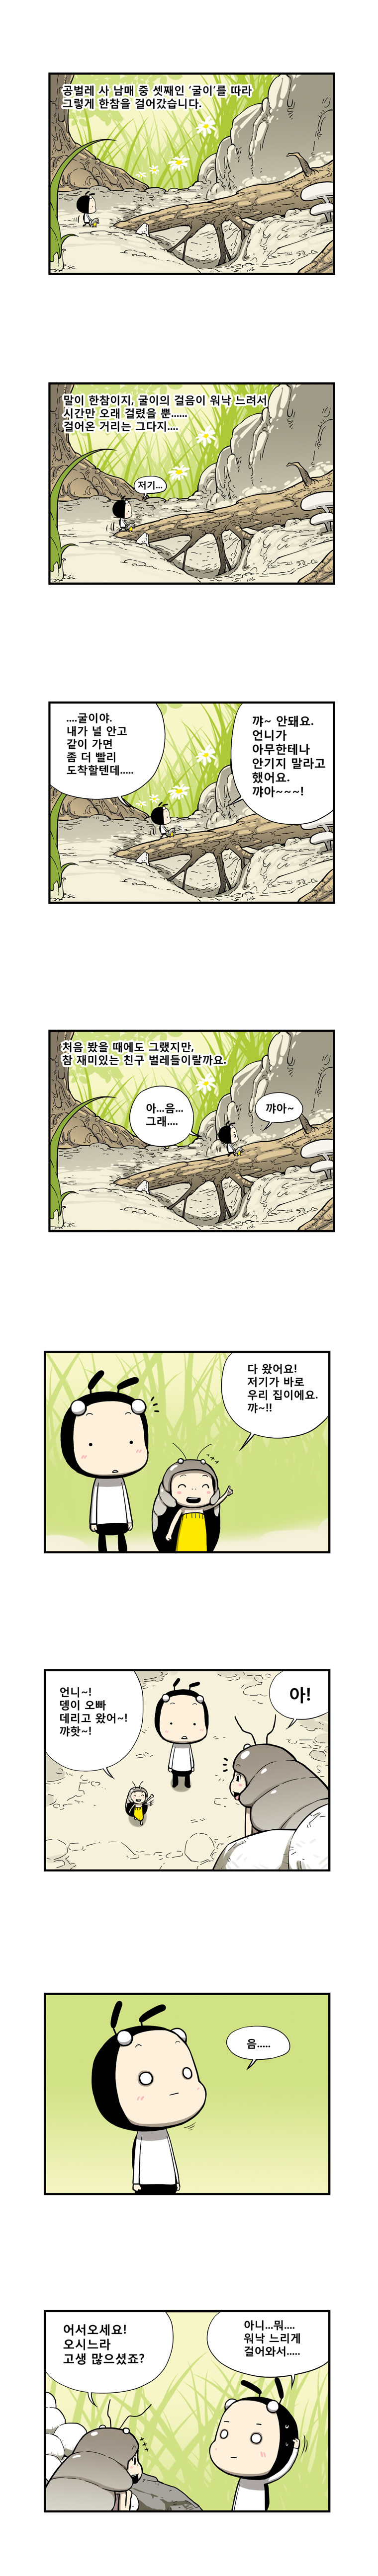 공벌레 사 남매 중 셋째인 '굴이'를 따라
그렇게 한참을 걸어갔습니다.
말이 한참이지, 굴이의 걸음이 워낙 느려서
시간만 오래 걸렸을 뿐......
걸어온 거리는 그다지....
저기...
....굴이야.
내가 널 안고
같이 가면
좀 더 빨리
도착할텐데.....
꺄~ 안돼요.
언니가
아무한테나
안기지 말라고
했어요.
꺄아~~~!
처음 봤을 때에도 그랬지만,
참 재미있는 친구 벌레들이랄까요.
아...음...
그래....
꺄아~
다 왔어요!
저기가 바로
우리 집이에요.
꺄~!!
언니~!
뎅이 오빠
데리고 왔어~!
꺄핫~!
아!
음.....
어서오세요!
오시느라
고생 많으셨죠?
아니...뭐....
워낙 느리게
걸어와서.....